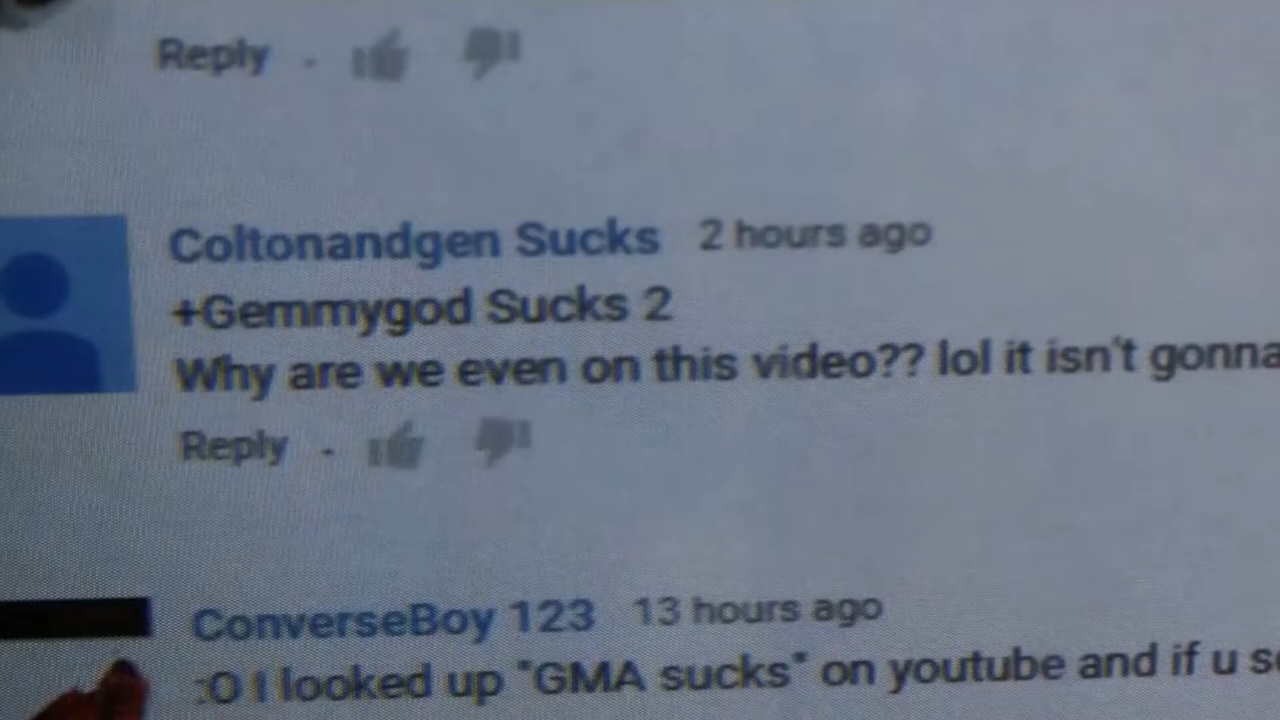 Reply
Coltonandgen Sucks 2 hours ago
+Gemmygod Sucks 2
Why are we even on this video?? lol it isn't gonna
Reply
ConverseBoy 123 13 hours ago
:O I looked up "GMA sucks" on youtube and if u